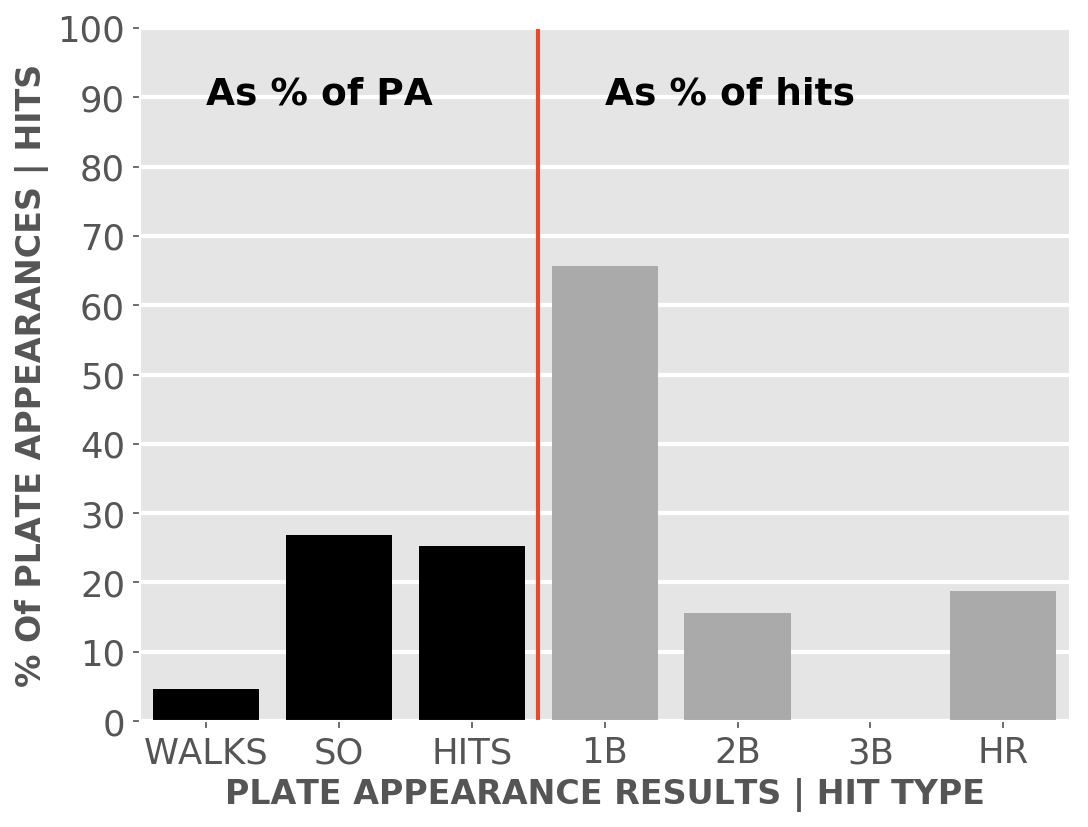 100
90
80
70
60
50
40
30
20
10
0
% Of PLATE APPEARANCES | HITS
As % of PA
As % of hits
WALKS SO HITS 1B 2B 3B HR
PLATE APPEARANCE RESULTS | HIT TYPE